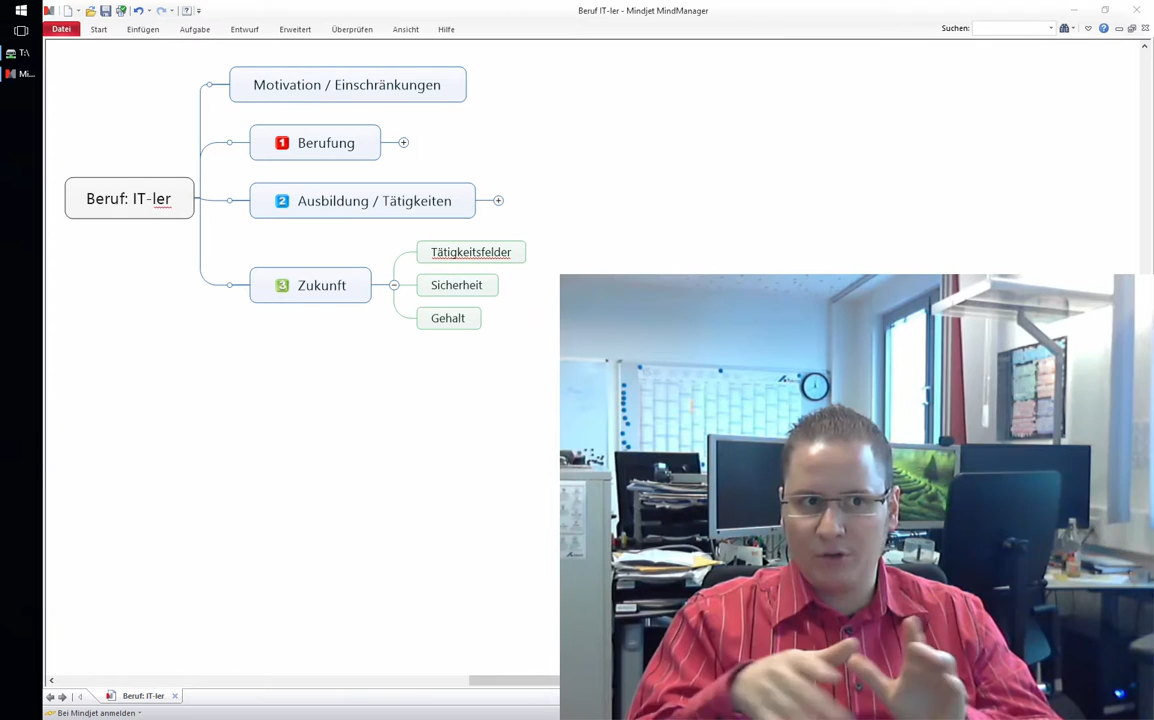 Beruf IT-ler - Mindjet MindManager
Datei Start Einfügen Aufgabe Entwurf Erweitert Überprüfen Ansicht Hilfe Suchen:
T:\
Mi...
Motivation / Einschränkungen
1 Berufung
Beruf: IT-ler
2 Ausbildung / Tätigkeiten
Tätigkeitsfelder
3 Zukunft
Sicherheit
Gehalt
Beruf: IT-ler
Bei Mindjet anmelden